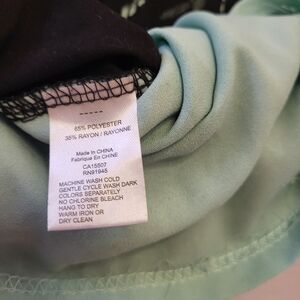 -----
65% POLYESTER
35% RAYON / RAYONNE
Made In CHINA
Fabrique En CHINE
CA15507
RN91945
MACHINE WASH COLD
GENTLE CYCLE WASH DARK
COLORS SEPARATELY
NO CHLORINE BLEACH
HANG TO DRY
WARM IRON OR
DRY CLEAN